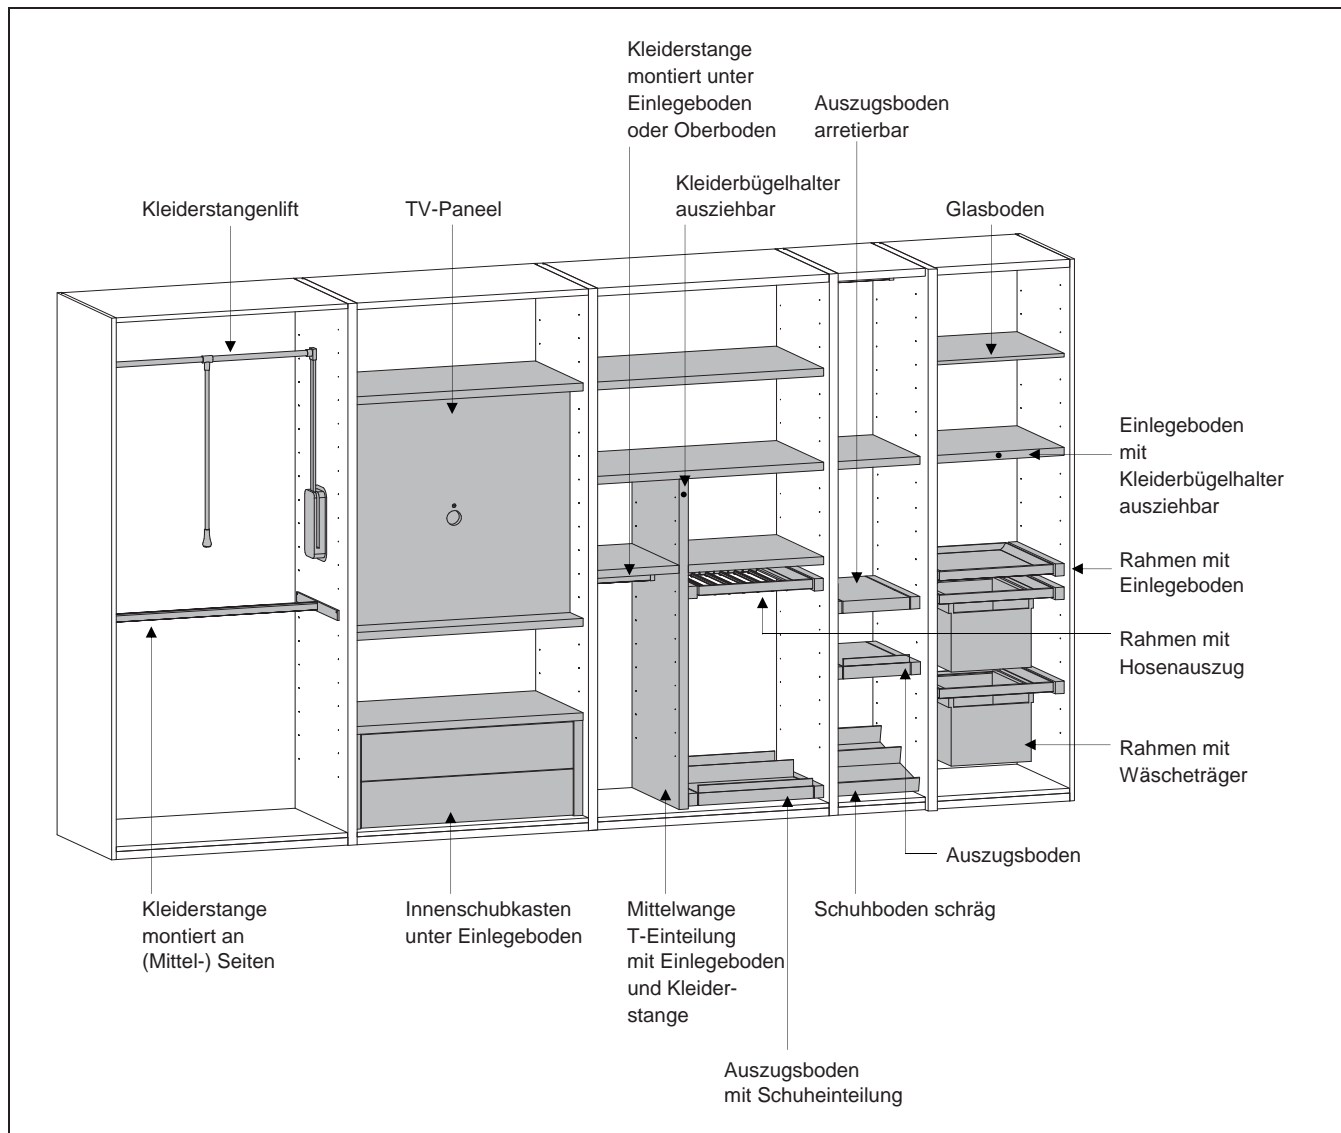 Kleiderstange
montiert unter
Einlegeboden
oder Oberboden
Auszugsboden
arretierbar
Kleiderbügelhalter
ausziehbar
Kleiderstangenlift
TV-Paneel
Glasboden
Einlegeboden
mit
Kleiderbügelhalter
ausziehbar
Rahmen mit
Einlegeboden
Rahmen mit
Hosenauszug
Rahmen mit
Wäscheträger
Auszugsboden
Kleiderstange
montiert an
(Mittel-) Seiten
Innenschubkasten
unter Einlegeboden
Mittelwange
T-Einteilung
mit Einlegeboden
und Kleider-
stange
Schuhboden schräg
Auszugsboden
mit Schuheinteilung